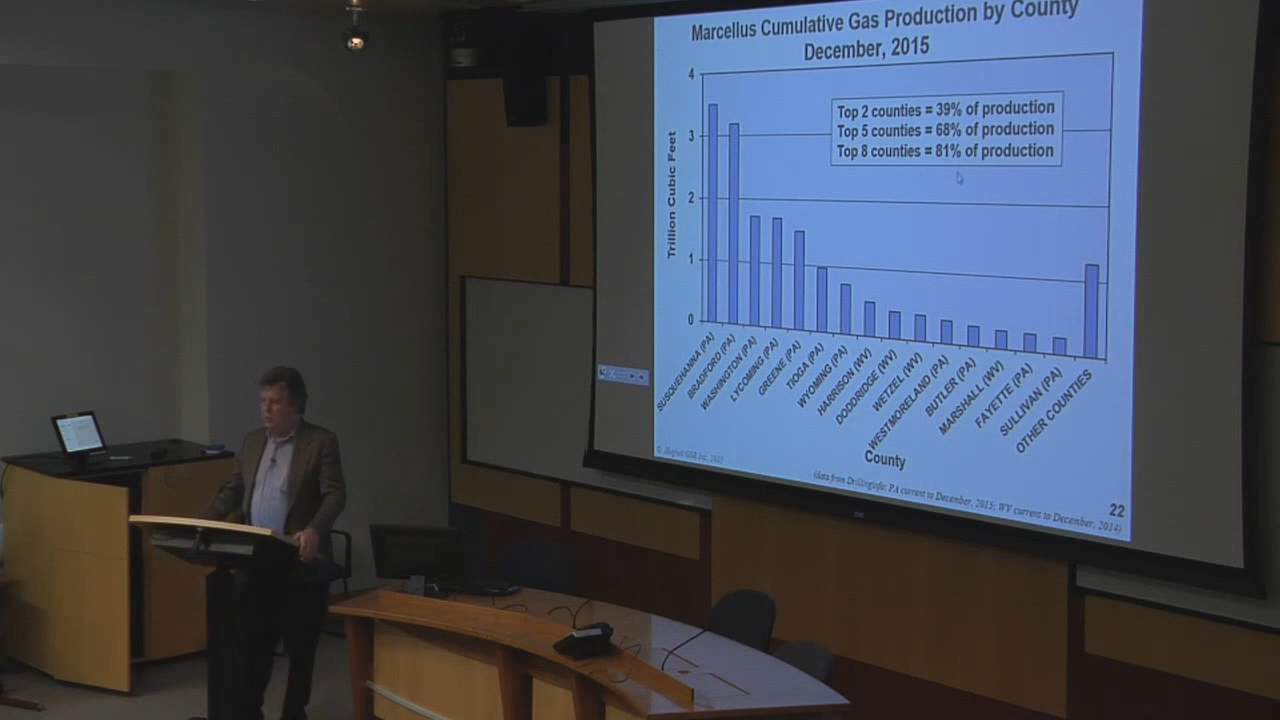 Marcellus Cumulative Gas Production by County
December, 2015
Top 2 counties = 39% of production
Top 5 counties = 68% of production
Top 8 counties = 81% of production
Trillion Cubic Feet
4
3
2
1
0
SUSQUEHANNA (PA)
BRADFORD (PA)
WASHINGTON (PA)
LYCOMING (PA)
GREENE (PA)
TIOGA (PA)
WYOMING (PA)
HARRISON (WV)
DODDRIDGE (WV)
WETZEL (WV)
WESTMORELAND (PA)
BUTLER (PA)
MARSHALL (WV)
FAYETTE (PA)
SULLIVAN (PA)
OTHER COUNTIES
County
© Hughes GSR Inc, 2015
(data from Drillinginfo; PA current to December, 2015; WV current to December, 2014)
22